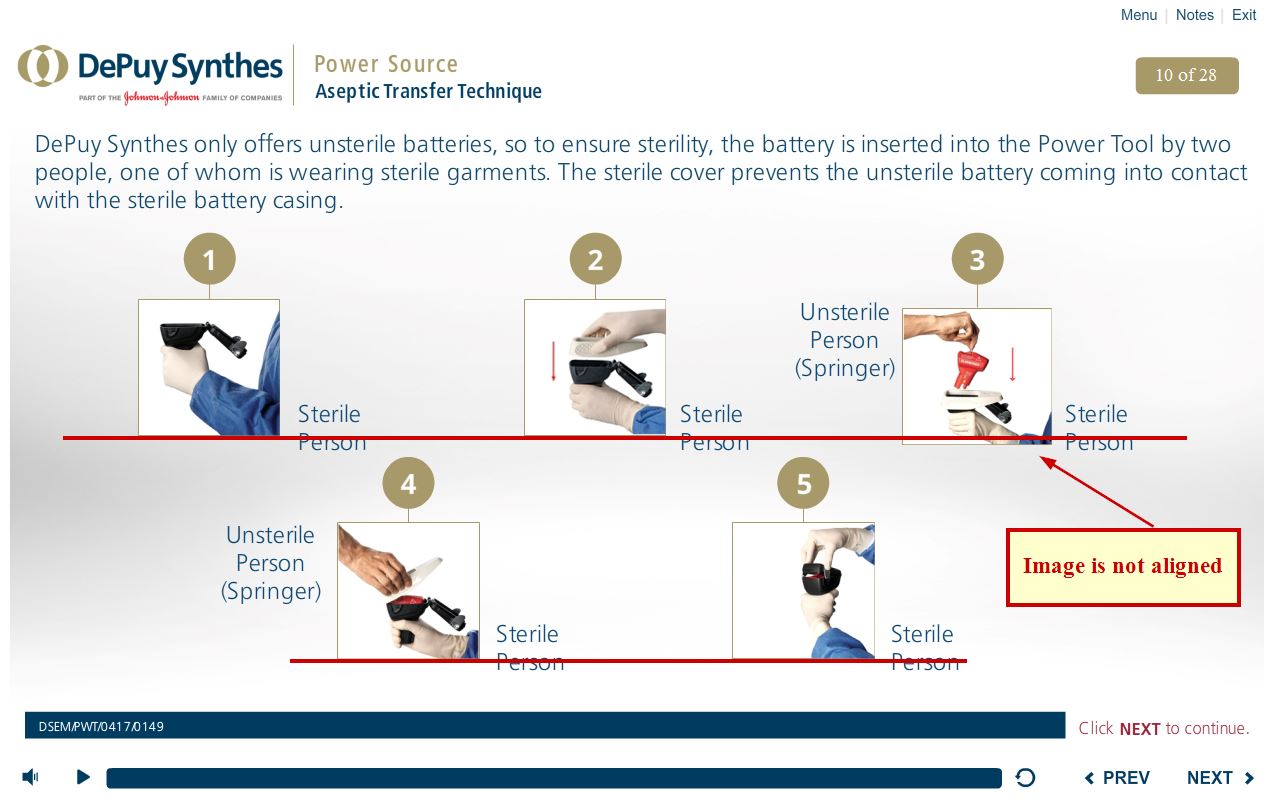 Menu | Notes | Exit
DePuy Synthes
PART OF THE Johnson&Johnson FAMILY OF COMPANIES
Power Source
Aseptic Transfer Technique
10 of 28
DePuy Synthes only offers unsterile batteries, so to ensure sterility, the battery is inserted into the Power Tool by two
people, one of whom is wearing sterile garments. The sterile cover prevents the unsterile battery coming into contact
with the sterile battery casing.
1
Sterile
Person
2
Sterile
Person
3
Unsterile
Person
(Springer)
Sterile
Person
4
Unsterile
Person
(Springer)
Sterile
Person
5
Sterile
Person
Image is not aligned
DSEM/PWT/0417/0149
Click NEXT to continue.
PREV
NEXT